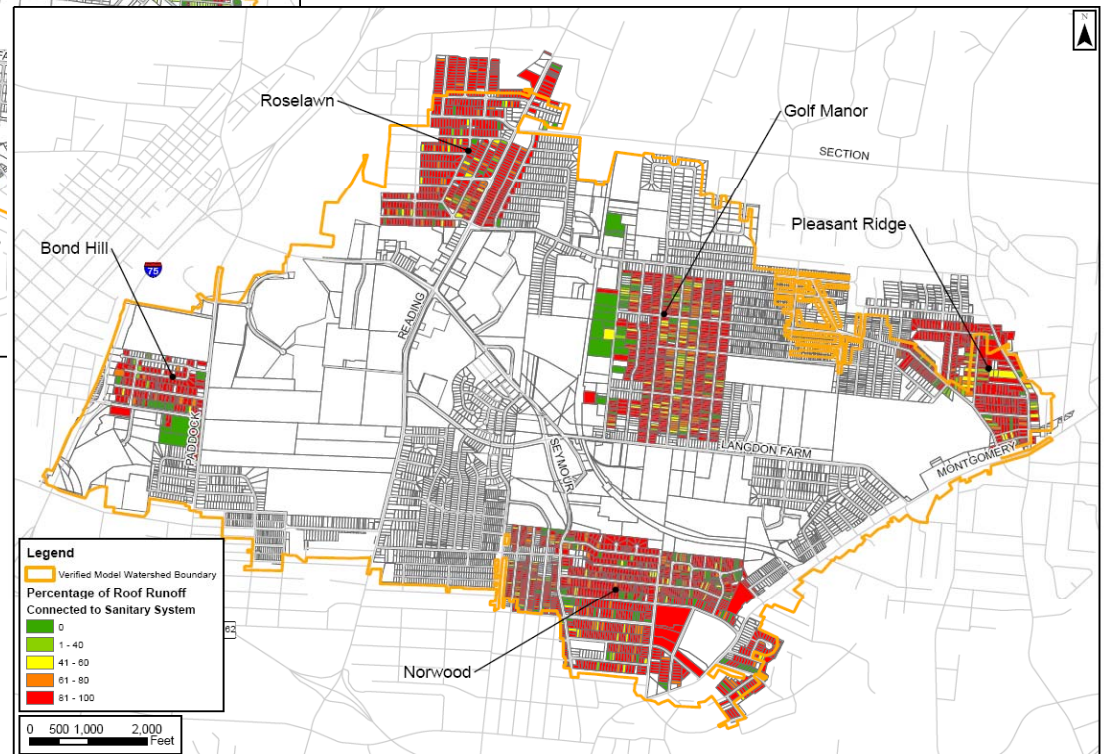 N
Roselawn
Golf Manor
SECTION
Pleasant Ridge
Bond Hill
75
READING
PADDOCK
SEYMOUR
LANGDON FARM
MONTGOMERY
Legend
Verified Model Watershed Boundary
Percentage of Roof Runoff
Connected to Sanitary System
0
1 - 40
41 - 60
61 - 80
81 - 100
62
Norwood
0 500 1,000 2,000
Feet